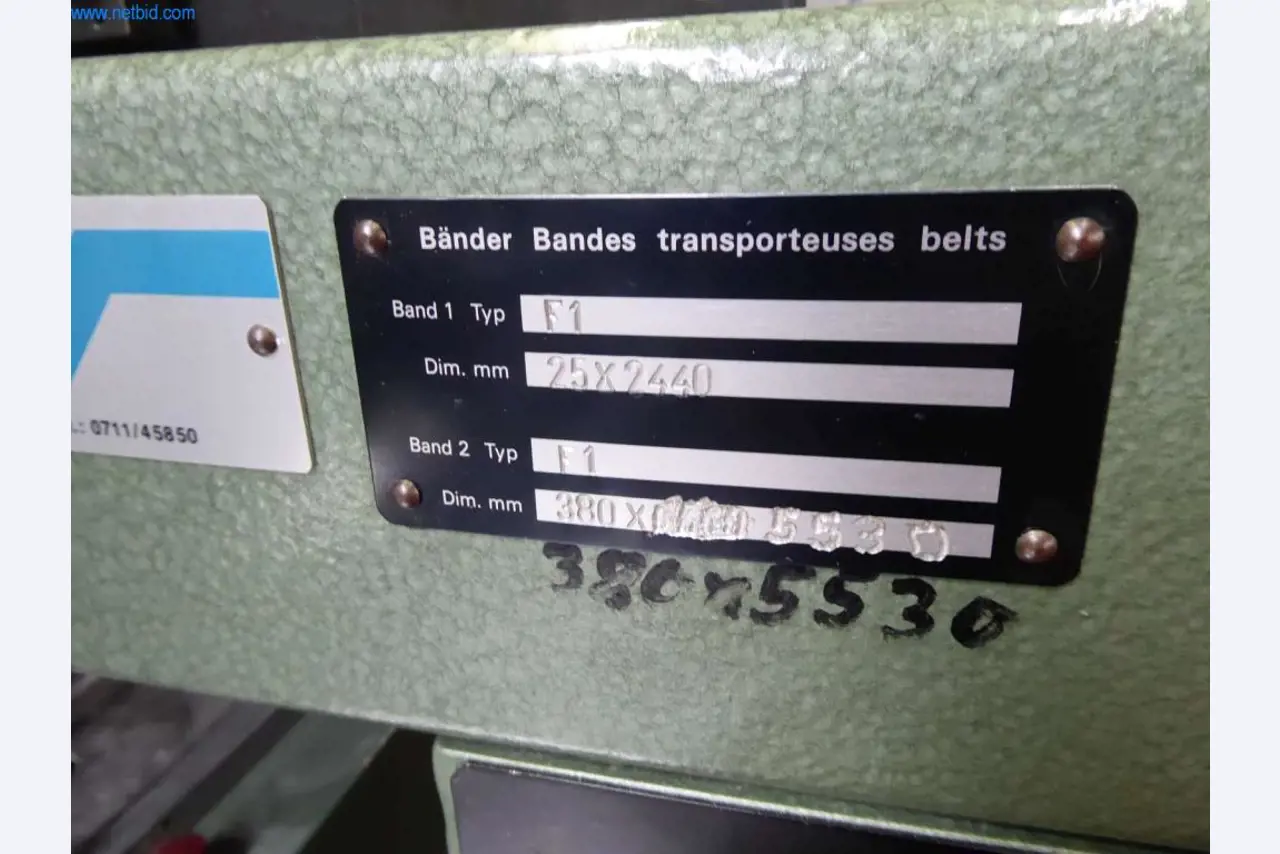 www.netbid.com
Bänder Bandes transporteuses belts
Band 1 Typ F1
Dim. mm 25X2440
Band 2 Typ F1
Dim. mm 380X 5530
380x5530
.: 0711/45850